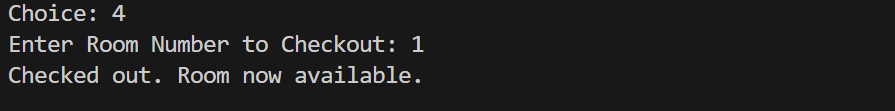 Choice: 4
Enter Room Number to Checkout: 1
Checked out. Room now available.